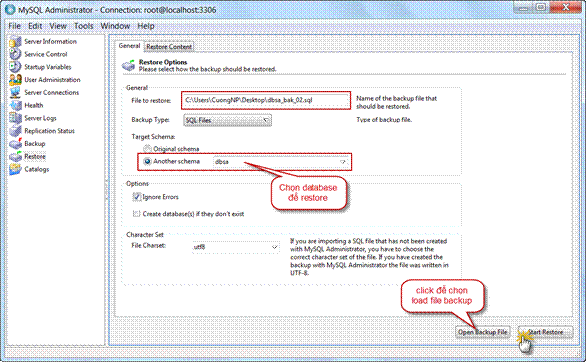 MySQL Administrator - Connection: root@localhost:3306
File Edit View Tools Window Help
Server Information
Service Control
Startup Variables
User Administration
Server Connections
Health
Server Logs
Replication Status
Backup
Restore
Catalogs
General Restore Content
Restore Options
Please select how the backup should be restored.
General
File to restore: C:\Users\CuongNP\Desktop\dbsa_bak_02.sql Name of the backup file that
should be restored.
Backup Type: SQL Files Type of backup file.
Target Schema:
Original schema
Another schema dbsa
Chọn database
để restore
Options
Ignore Errors
Create database(s) if they don't exist
Character Set
File Charset: utf8 If you are importing a SQL file that has not been created
with MySQL Administrator, you have to choose the
correct character set of the file. If you have created the
backup with MySQL Administrator the file was written in
UTF-8.
click để chọn
load file backup
Open Backup File Start Restore